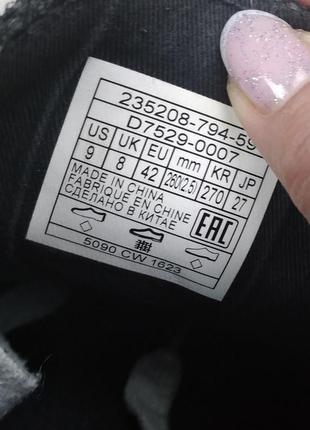 235208-794-59
D7529-0007
US UK EU mm KR JP
9 8 42 260(2.5) 270 27
MADE IN CHINA
FABRIQUE EN CHINE
СДЕЛАНО В КИТАЕ
EAC
5090 CW 1623